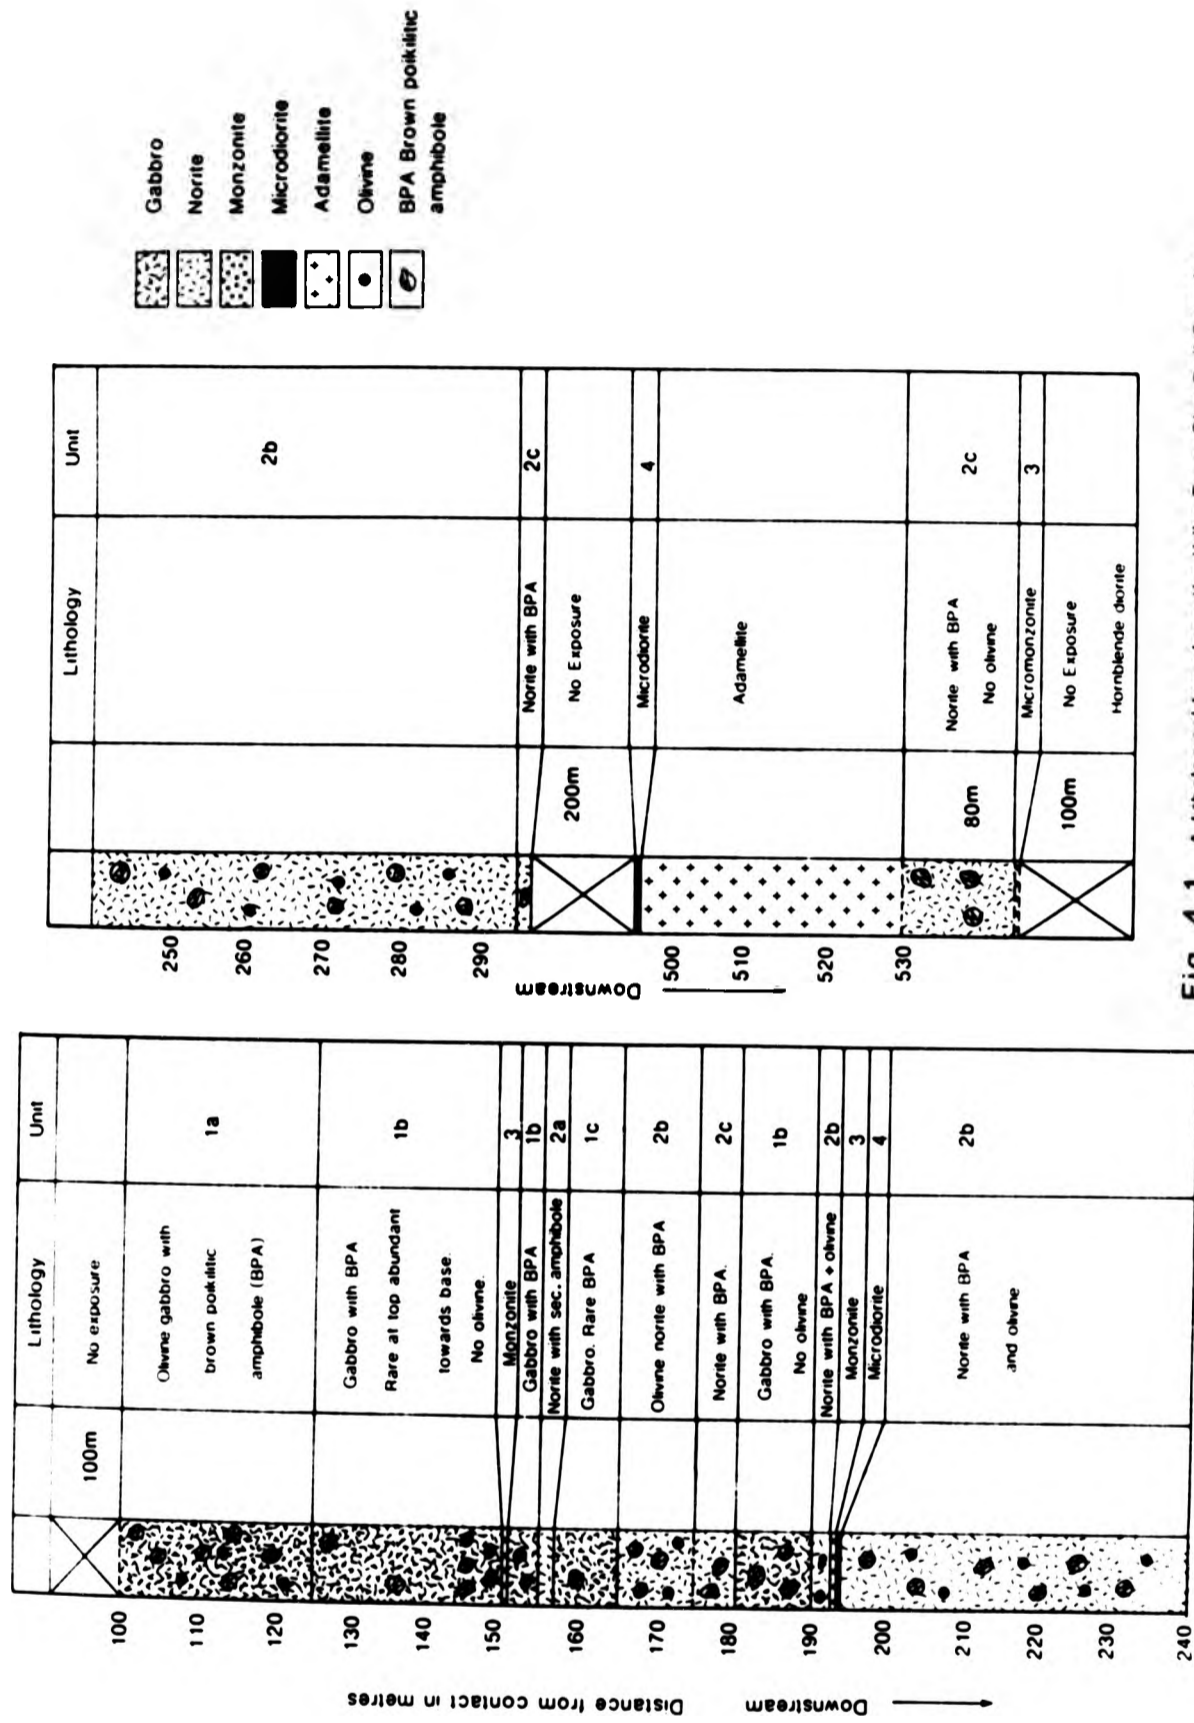 Lithology
Unit
No exposure
100m
Olivine gabbro with
brown poikilitic
amphibole (BPA)
1a
Gabbro with BPA
Rare at top abundant
towards base.
No olivine.
1b
Monzonite
3
Gabbro with BPA
1b
Norite with sec. amphibole
2a
Gabbro. Rare BPA
1c
Olivine norite with BPA
2b
Norite with BPA.
2c
Gabbro with BPA.
No olivine
1b
Norite with BPA + olivine
2b
Monzonite
3
Microdiorite
4
Norite with BPA
and olivine
2b
100
110
120
130
140
150
160
170
180
190
200
210
220
230
240
Distance from contact in metres
Downstream
Lithology
Unit
2b
Norite with BPA
2c
No Exposure
200m
Microdiorite
4
Adamellite
Norite with BPA
No olivine
80m
2c
Micromonzonite
3
No Exposure
100m
Hornblende diorite
250
260
270
280
290
500
510
520
530
Downstream
Gabbro
Norite
Monzonite
Microdiorite
Adamellite
Olivine
BPA Brown poikilitic
amphibole
Fig. 4.1